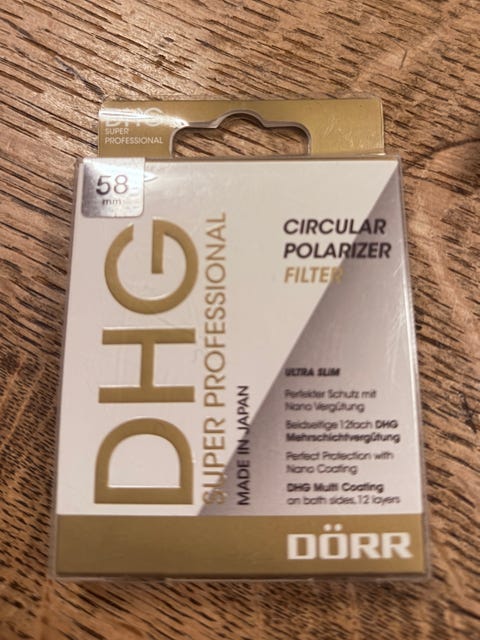 DHG
SUPER
PROFESSIONAL
58
mm
DHG
SUPER PROFESSIONAL
MADE IN JAPAN
CIRCULAR
POLARIZER
FILTER
ULTRA SLIM
Perfekter Schutz mit
Nano Vergütung
Beidseitige 12fach DHG
Mehrschichtvergütung
Perfect Protection with
Nano Coating
DHG Multi Coating
on both sides, 12 layers
DÖRR